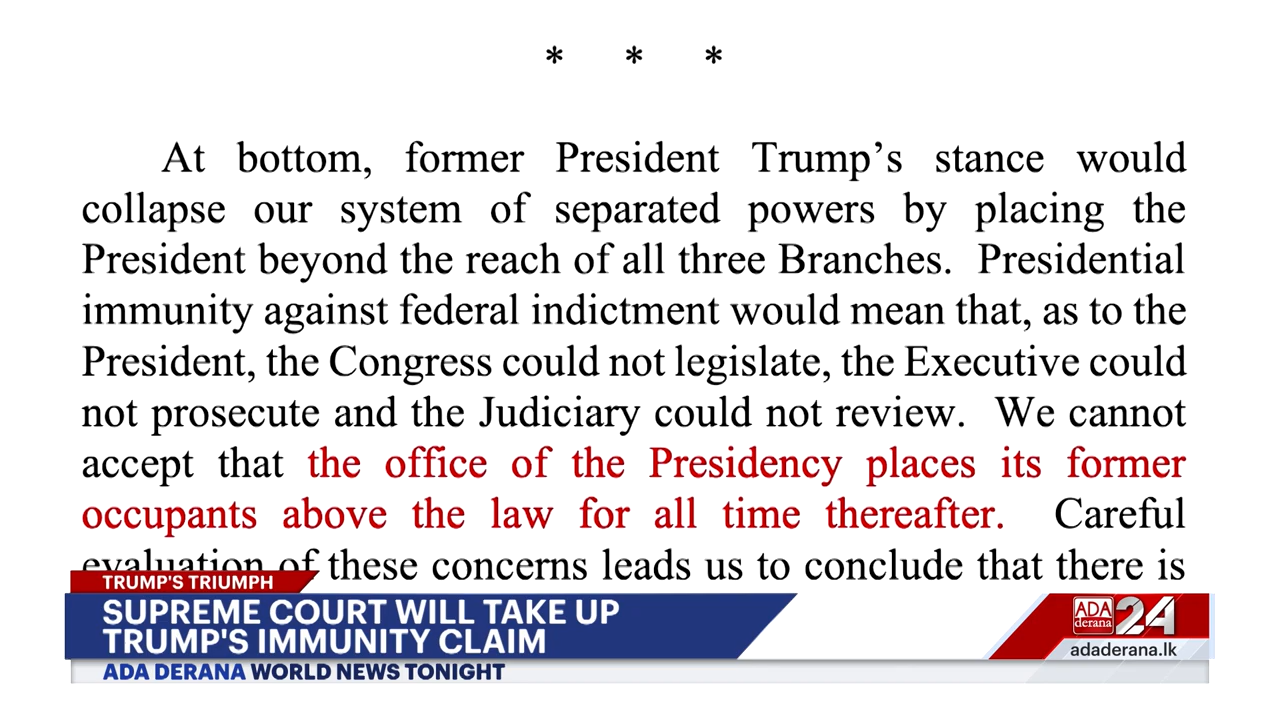 * * *
At bottom, former President Trump’s stance would
collapse our system of separated powers by placing the
President beyond the reach of all three Branches. Presidential
immunity against federal indictment would mean that, as to the
President, the Congress could not legislate, the Executive could
not prosecute and the Judiciary could not review. We cannot
accept that the office of the Presidency places its former
occupants above the law for all time thereafter. Careful
evaluation of these concerns leads us to conclude that there is
TRUMP'S TRIUMPH
SUPREME COURT WILL TAKE UP
TRUMP'S IMMUNITY CLAIM
ADA DERANA WORLD NEWS TONIGHT
ADA
derana
24
adaderana.lk